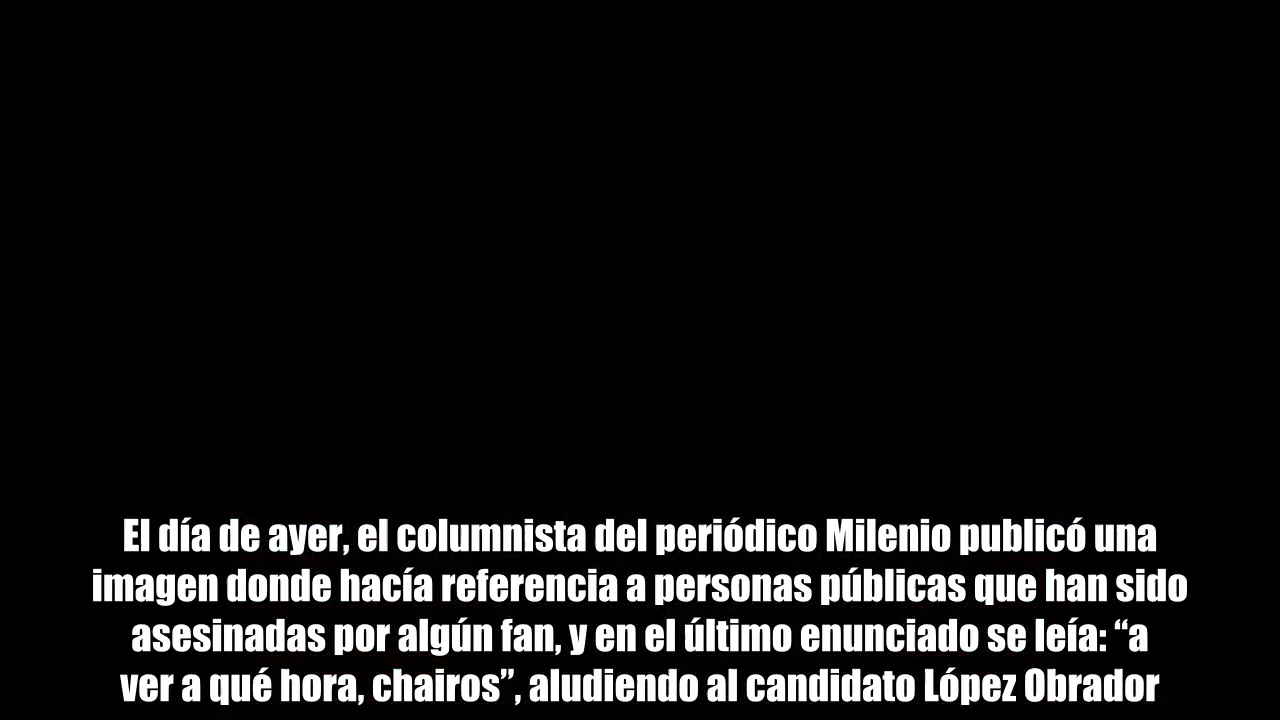 El día de ayer, el columnista del periódico Milenio publicó una
imagen donde hacía referencia a personas públicas que han sido
asesinadas por algún fan, y en el último enunciado se leía: “a
ver a qué hora, chairos”, aludiendo al candidato López Obrador